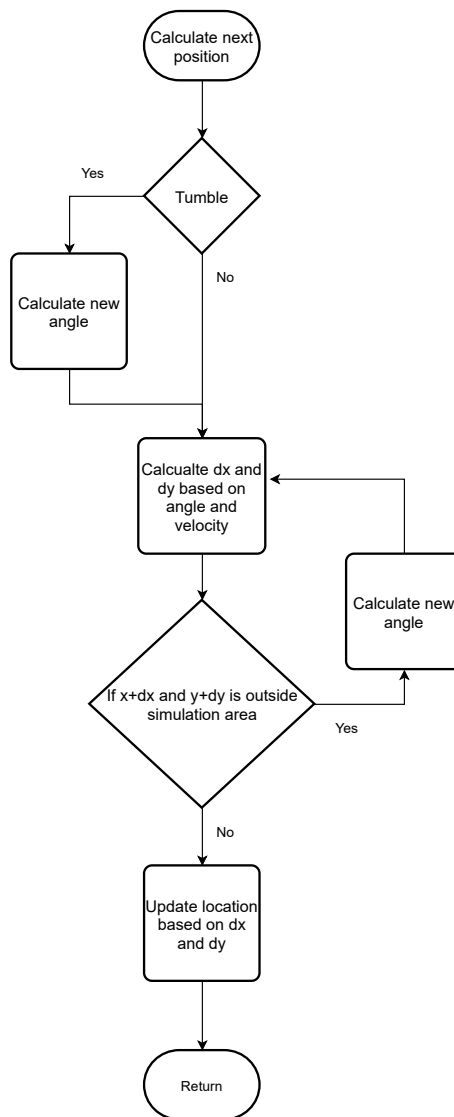 Calculate next
position
Yes
Tumble
No
Calculate new
angle
Calcualte dx and
dy based on
angle and
velocity
Calculate new
angle
If x+dx and y+dy is outside
simulation area
Yes
No
Update location
based on dx
and dy
Return